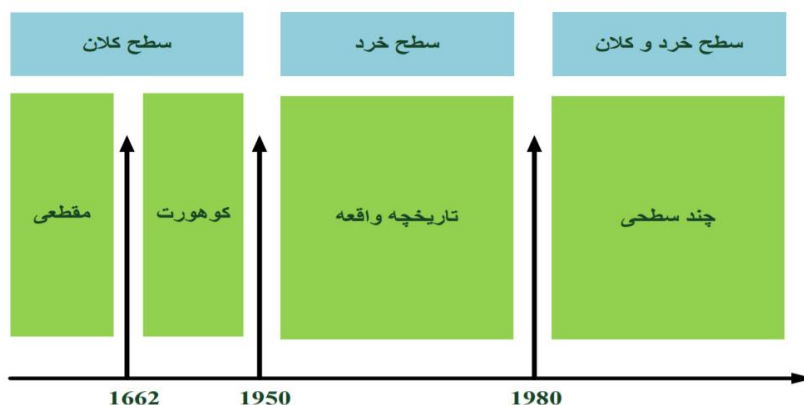 سطح کلان
سطح خرد
سطح خرد و کلان
مقطعی
کوهورت
تاریخچه واقعه
چند سطحی
1662
1950
1980